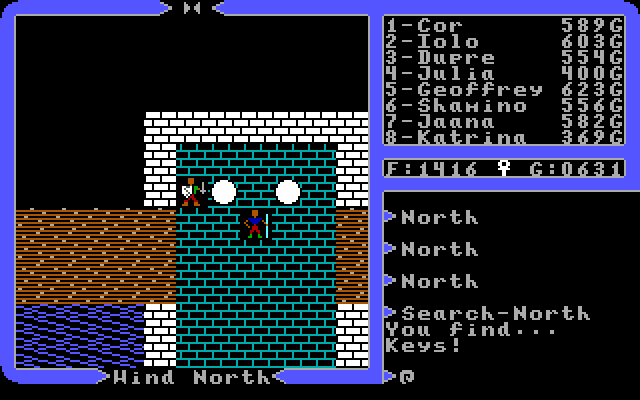 1-Cor 589G
2-Iolo 603G
3-Dupre 554G
4-Julia 400G
5-Geoffrey 623G
6-Shamino 556G
7-Jaana 582G
8-Katrina 369G
F:1416 G:0631
North
North
North
Search-North
You find...
Keys!
@
Wind North